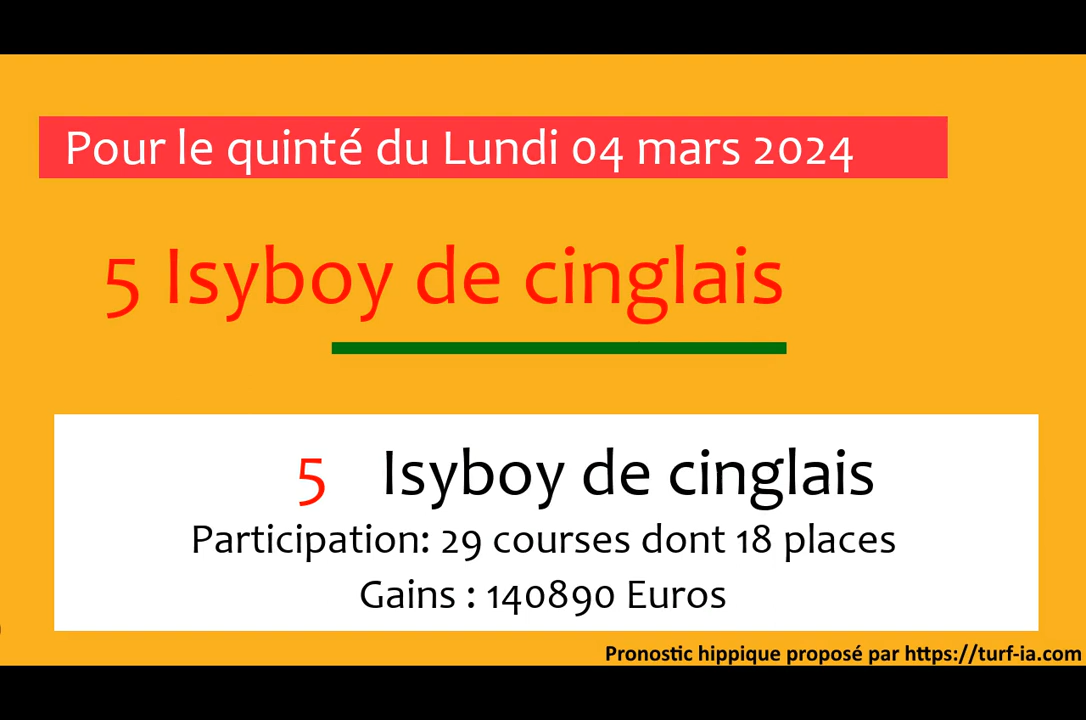 Pour le quinté du Lundi 04 mars 2024
5 Isyboy de cinglais
5 Isyboy de cinglais
Participation: 29 courses dont 18 places
Gains : 140890 Euros
Pronostic hippique proposé par https://turf-ia.com